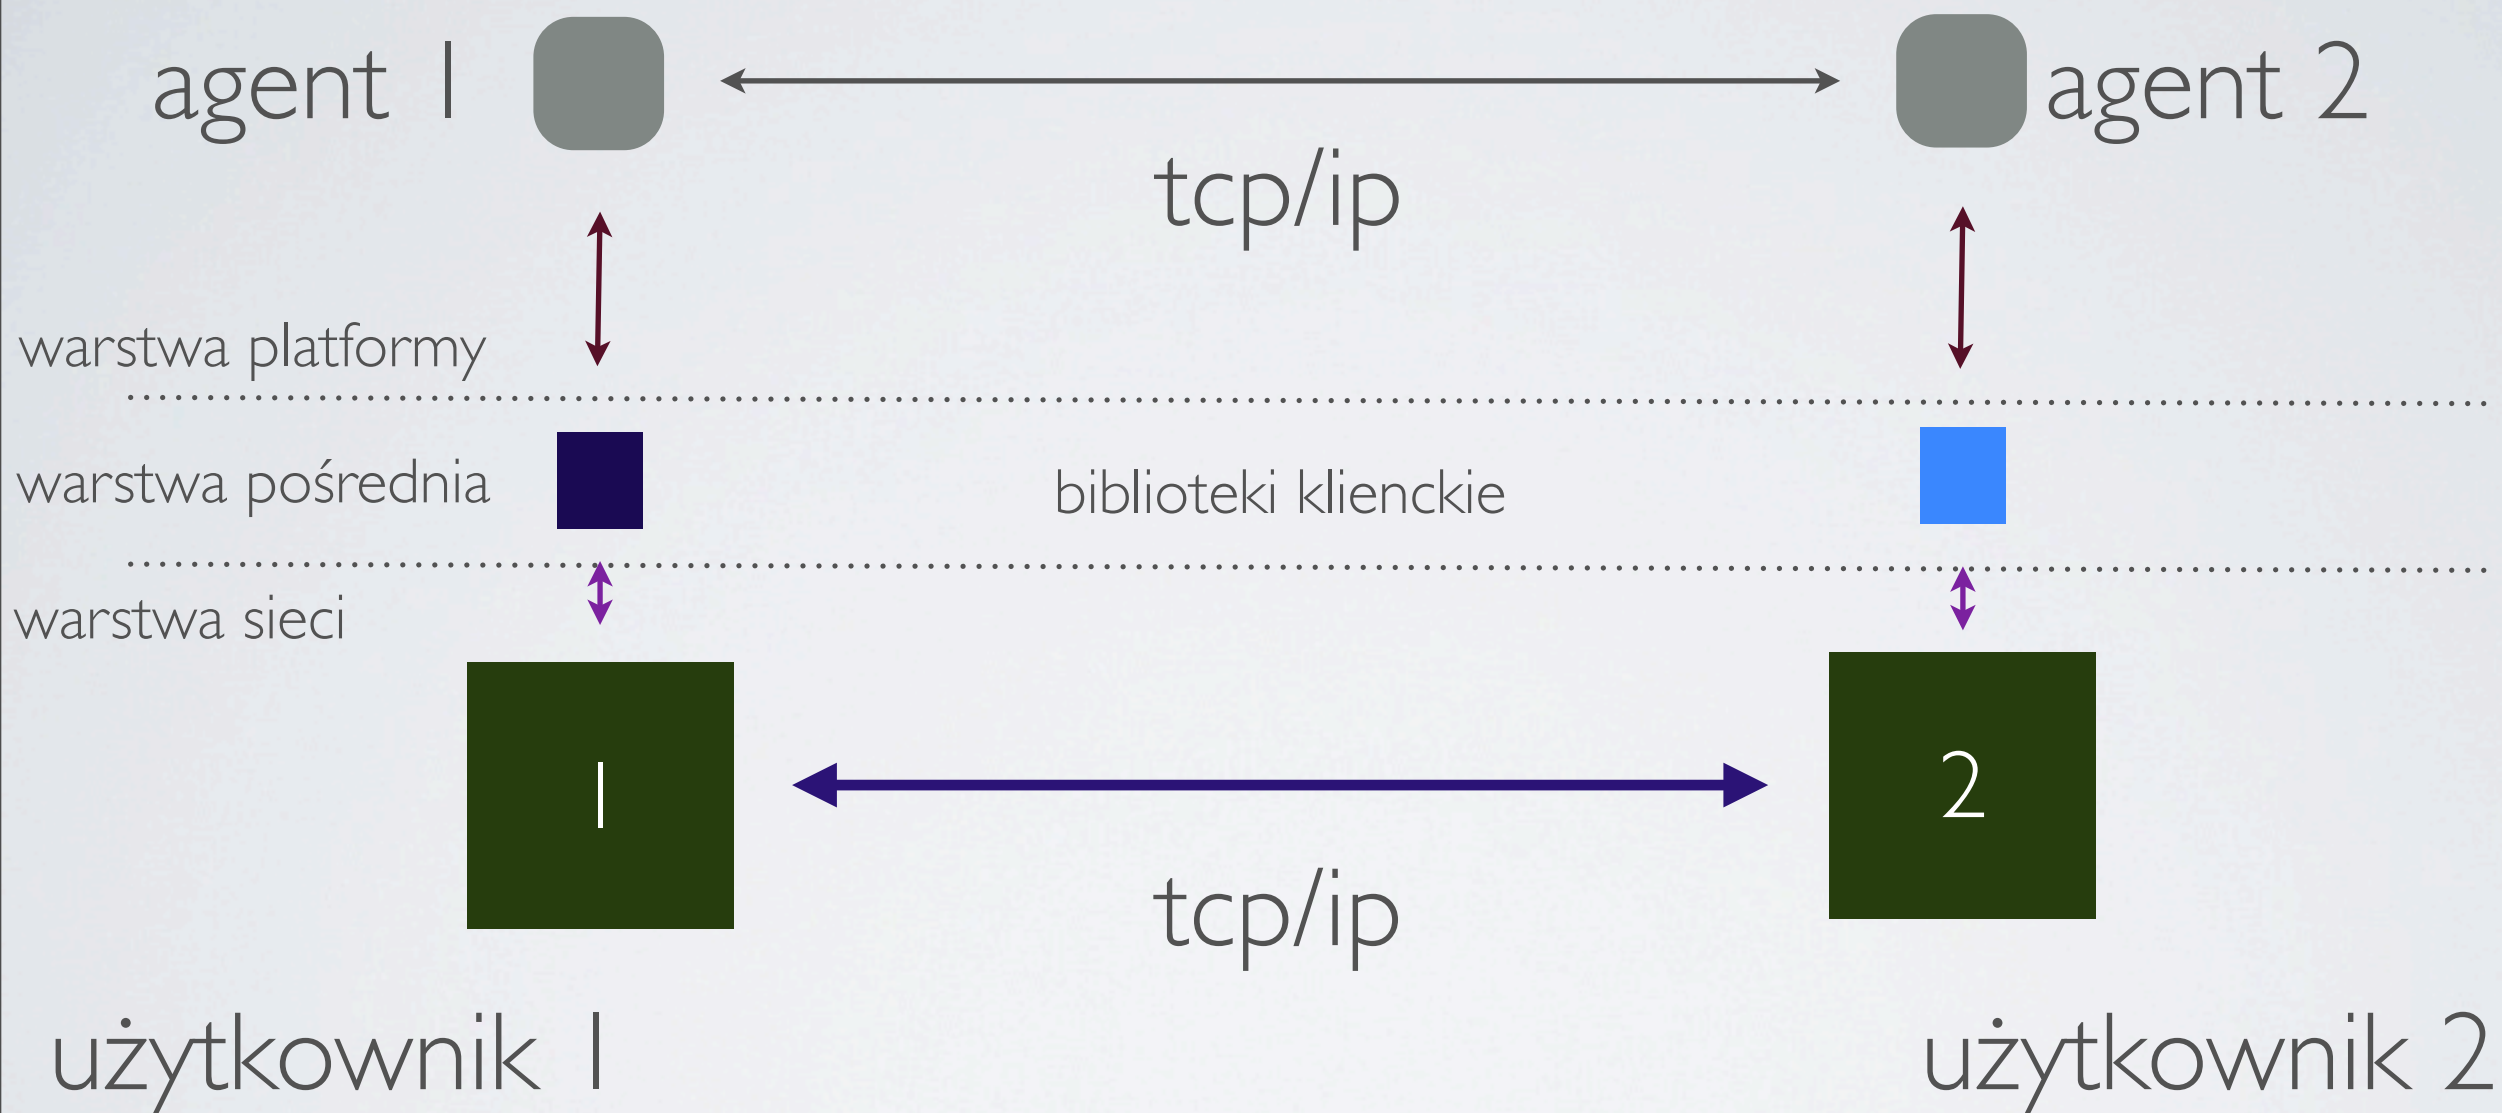 agent 1
agent 2
tcp/ip
warstwa platformy
warstwa pośrednia
biblioteki klienckie
warstwa sieci
1
2
tcp/ip
użytkownik 1
użytkownik 2